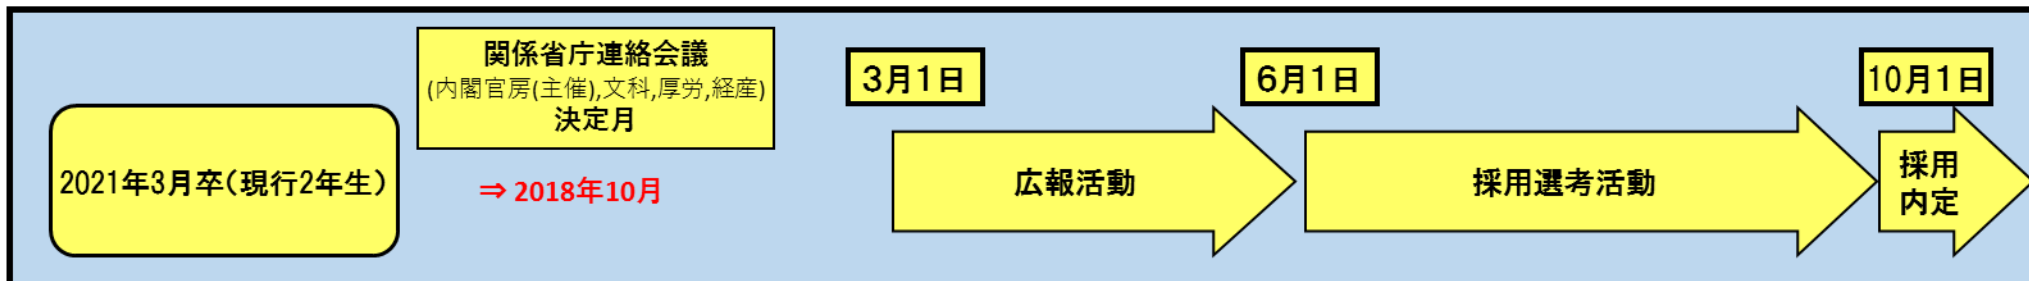 関係省庁連絡会議
(内閣官房(主催),文科,厚労,経産)
決定月
3月1日
6月1日
10月1日
2021年3月卒(現行2年生)
⇒ 2018年10月
広報活動
採用選考活動
採用
内定